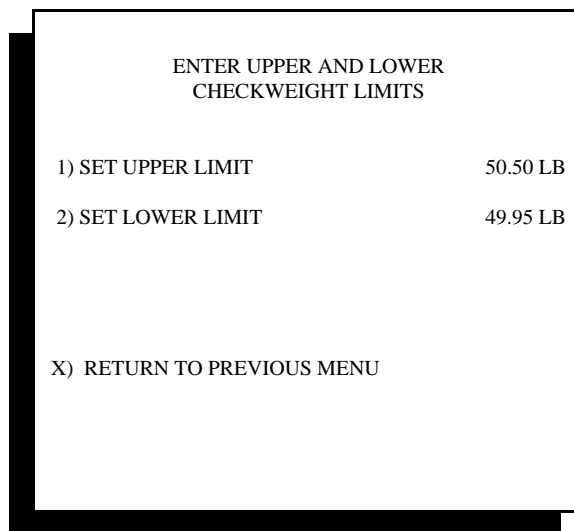 ENTER UPPER AND LOWER
CHECKWEIGHT LIMITS
1) SET UPPER LIMIT 50.50 LB
2) SET LOWER LIMIT 49.95 LB
X) RETURN TO PREVIOUS MENU